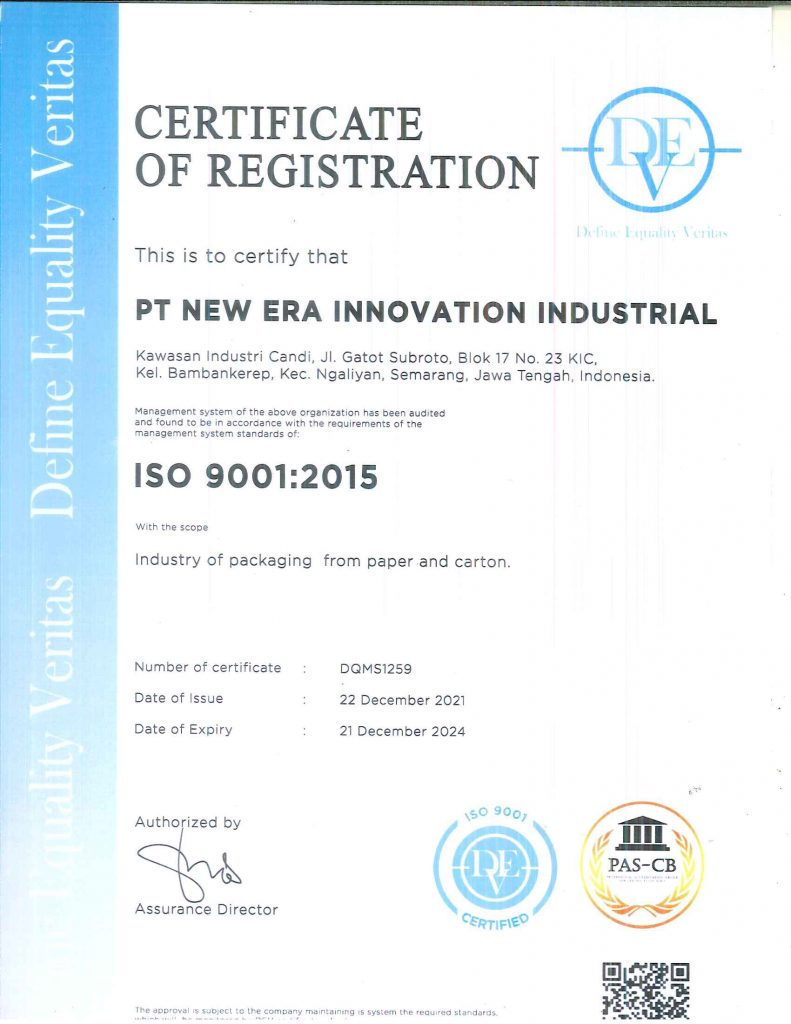 CERTIFICATE
OF REGISTRATION
DEV
Define Equality Veritas
Define Equality Veritas
Equality Veritas
This is to certify that
PT NEW ERA INNOVATION INDUSTRIAL
Kawasan Industri Candi, Jl. Gatot Subroto, Blok 17 No. 23 KIC,
Kel. Bambankerep, Kec. Ngaliyan, Semarang, Jawa Tengah, Indonesia.
Management system of the above organization has been audited
and found to be in accordance with the requirements of the
management system standards of:
ISO 9001:2015
With the scope
Industry of packaging from paper and carton.
Number of certificate : DQMS1259
Date of Issue : 22 December 2021
Date of Expiry : 21 December 2024
Authorized by
Assurance Director
ISO 9001
DEV
CERTIFIED
PAS-CB
The approval is subject to the company maintaining is system the required standards,